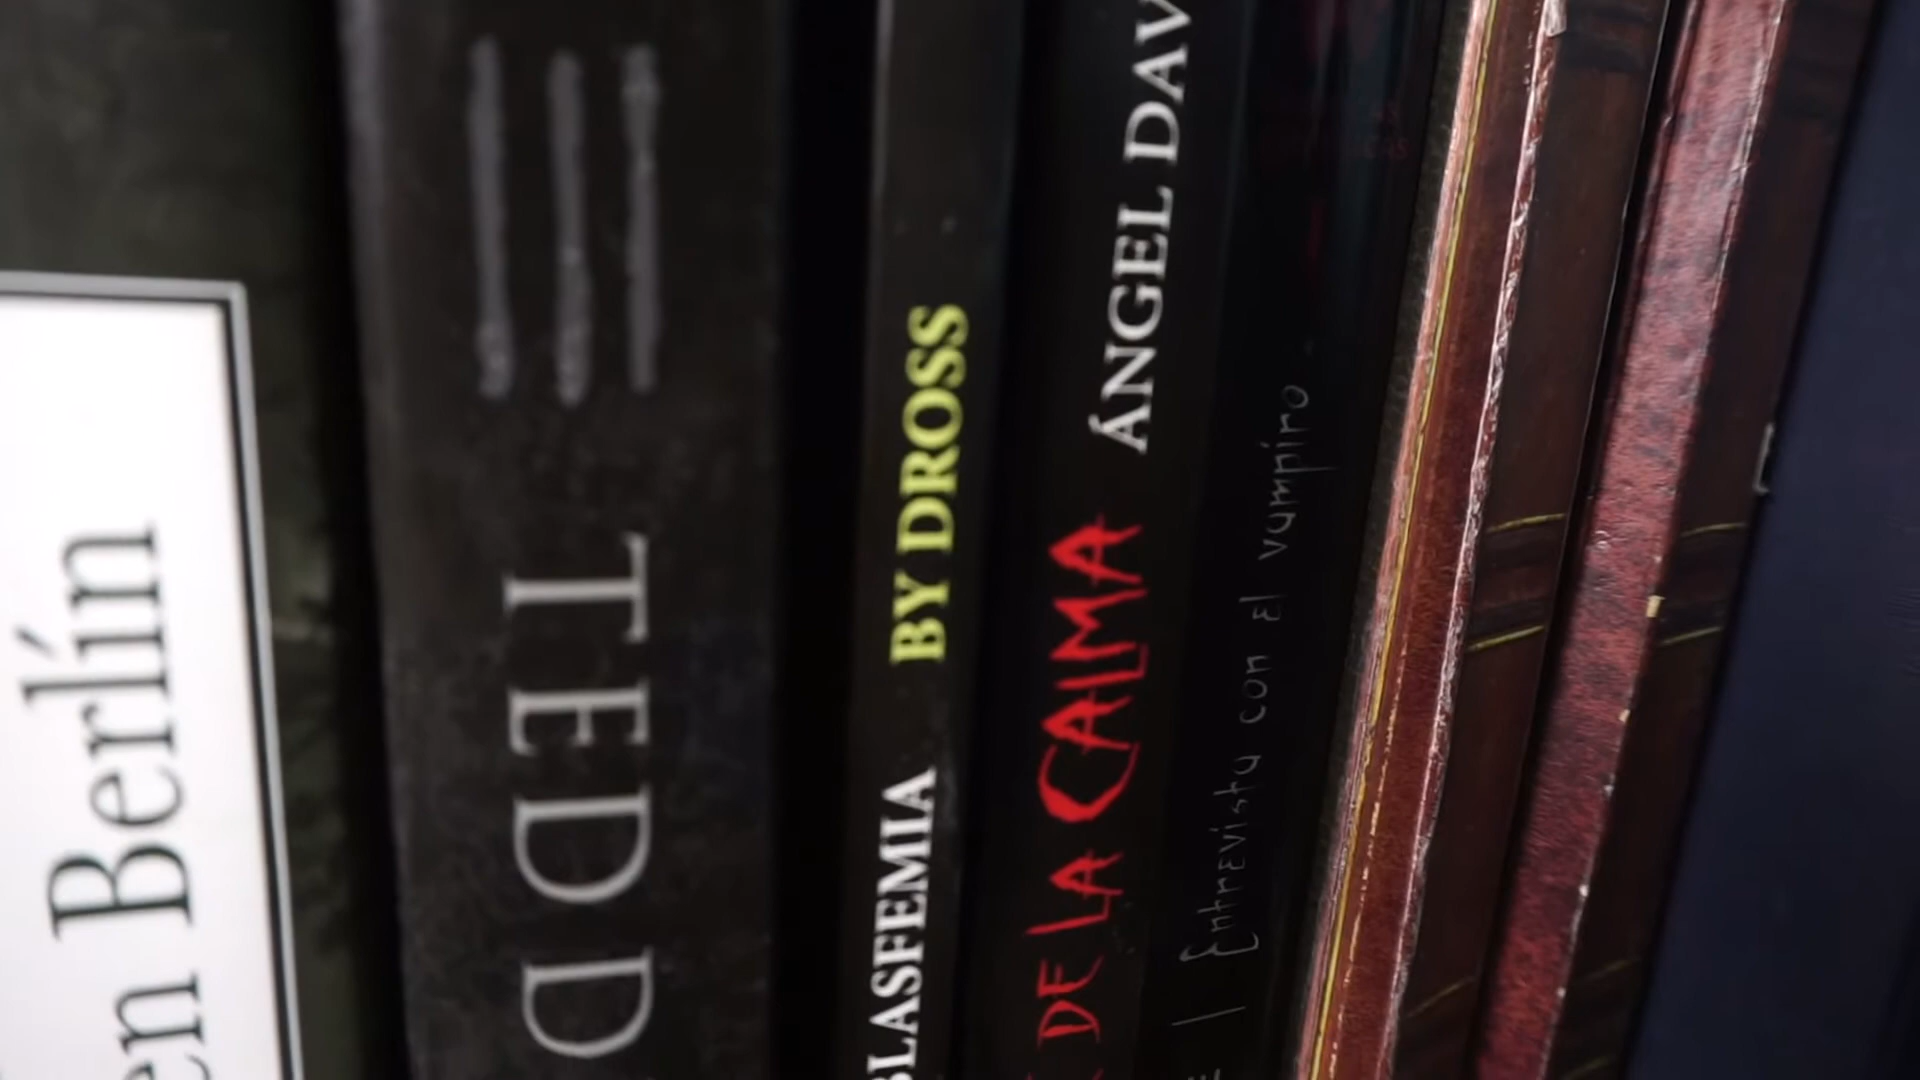 en Berlín
TEDD
BLASFEMIA BY DROSS
DE LA CALMA ÁNGEL DAV
E | Entrevista con el vampiro